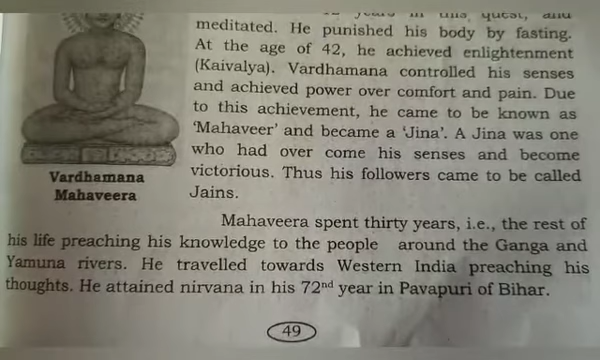 years in this quest, and
meditated. He punished his body by fasting.
At the age of 42, he achieved enlightenment
(Kaivalya). Vardhamana controlled his senses
and achieved power over comfort and pain. Due
to this achievement, he came to be known as
'Mahaveer' and became a 'Jina'. A Jina was one
who had over come his senses and become
victorious. Thus his followers came to be called
Jains.
Vardhamana
Mahaveera
Mahaveera spent thirty years, i.e., the rest of
his life preaching his knowledge to the people around the Ganga and
Yamuna rivers. He travelled towards Western India preaching his
thoughts. He attained nirvana in his 72nd year in Pavapuri of Bihar.
49